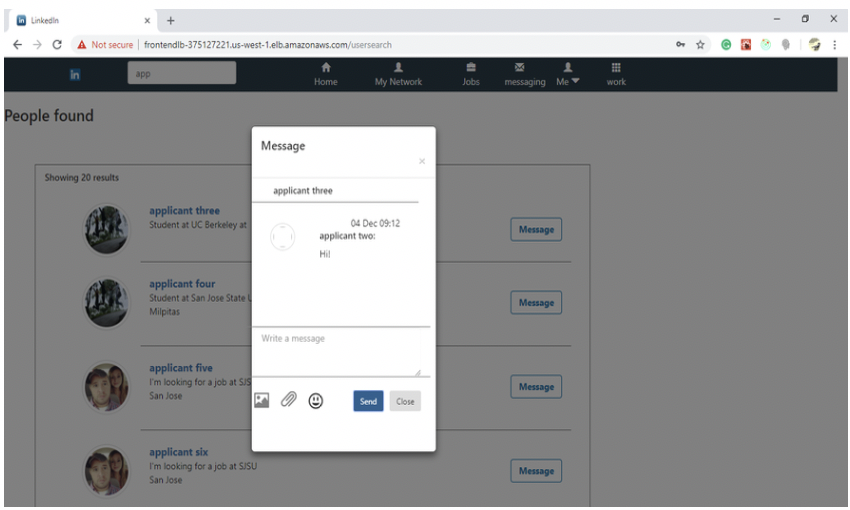 LinkedIn
Not secure | frontendlb-375127221.us-west-1.elb.amazonaws.com/usersearch
in
app
Home
My Network
Jobs
messaging
Me
work
People found
Showing 20 results
applicant three
Student at UC Berkeley at
Message
applicant four
Student at San Jose State U
Milpitas
Message
applicant five
I'm looking for a job at SJS
San Jose
Message
applicant six
I'm looking for a job at SJSU
San Jose
Message
Message
×
applicant three
04 Dec 09:12
applicant two:
Hi!
Write a message
Send
Close